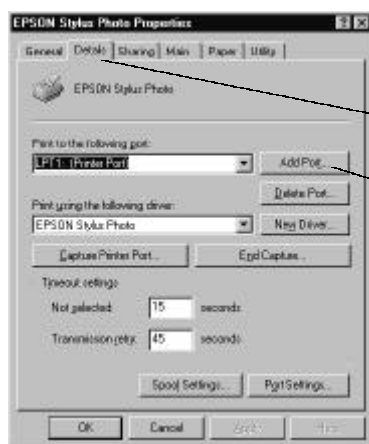 EPSON Stylus Photo Properties
General Details Sharing Main Paper Utility
EPSON Stylus Photo
Print to the following port:
LPT1: (Printer Port) Add Port...
Delete Port...
Print using the following driver:
EPSON Stylus Photo New Driver...
Capture Printer Port... End Capture...
Timeout settings
Not selected: 15 seconds
Transmission retry: 45 seconds
Spool Settings... Port Settings...
OK Cancel Apply